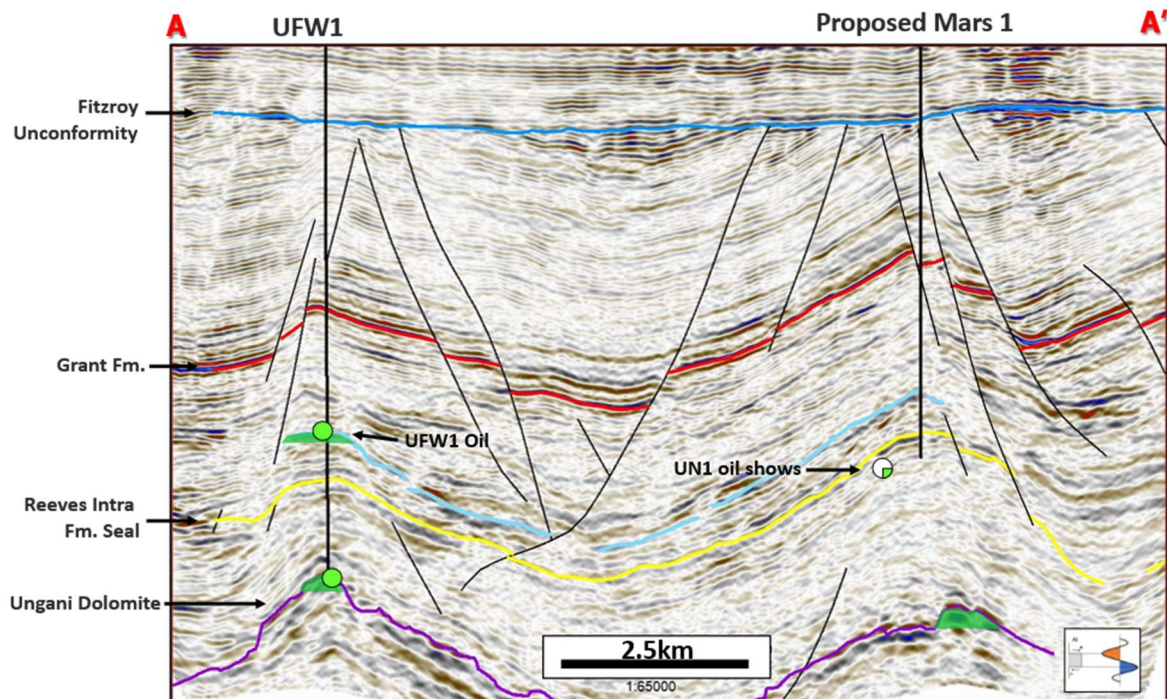 A
UFW1
Proposed Mars 1
A'
Fitzroy
Unconformity
Grant Fm.
UFW1 Oil
UN1 oil shows
Reeves Intra
Fm. Seal
Ungani Dolomite
2.5km
1:65000